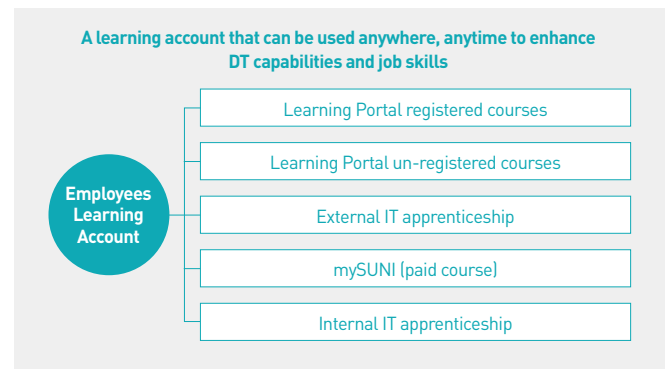 A learning account that can be used anywhere, anytime to enhance
DT capabilities and job skills
Employees
Learning
Account
Learning Portal registered courses
Learning Portal un-registered courses
External IT apprenticeship
mySUNI (paid course)
Internal IT apprenticeship